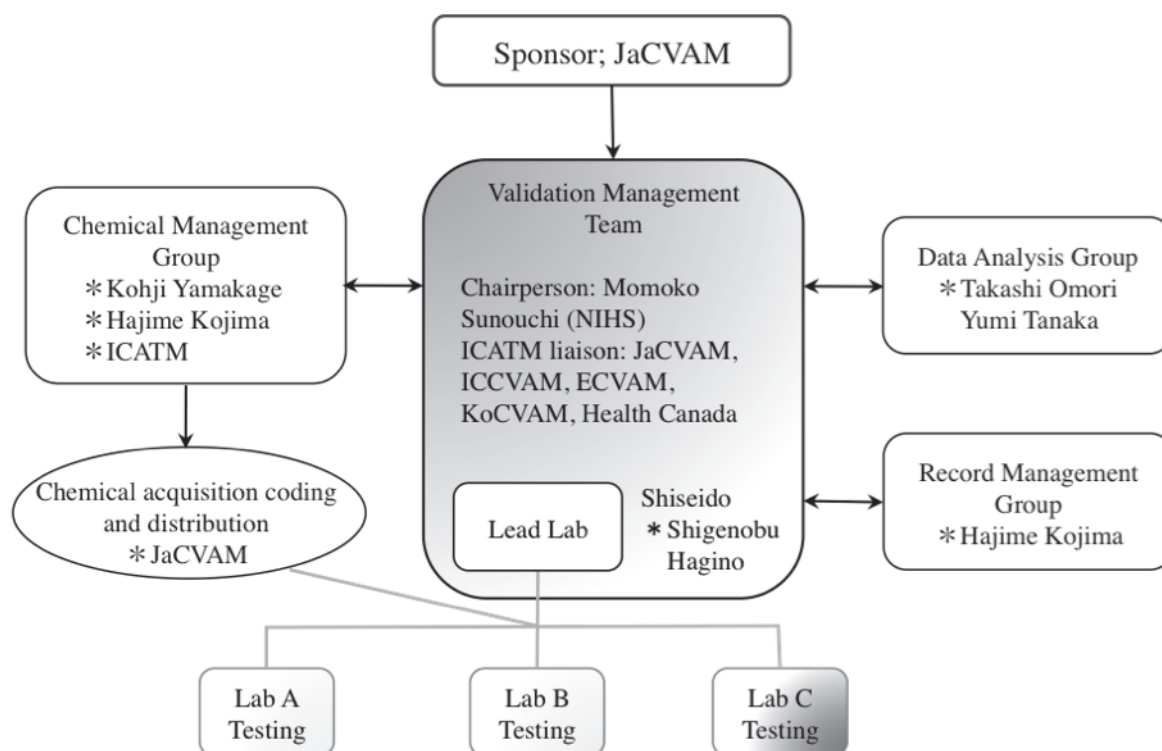 Sponsor; JaCVAM
Validation Management
Team
Chairperson: Momoko
Sunouchi (NIHS)
ICATM liaison: JaCVAM,
ICCVAM, ECVAM,
KoCVAM, Health Canada
Lead Lab
Shiseido
*Shigenobu
Hagino
Chemical Management
Group
*Kohji Yamakage
*Hajime Kojima
*ICATM
Chemical acquisition coding
and distribution
*JaCVAM
Data Analysis Group
*Takashi Omori
Yumi Tanaka
Record Management
Group
*Hajime Kojima
Lab A
Testing
Lab B
Testing
Lab C
Testing